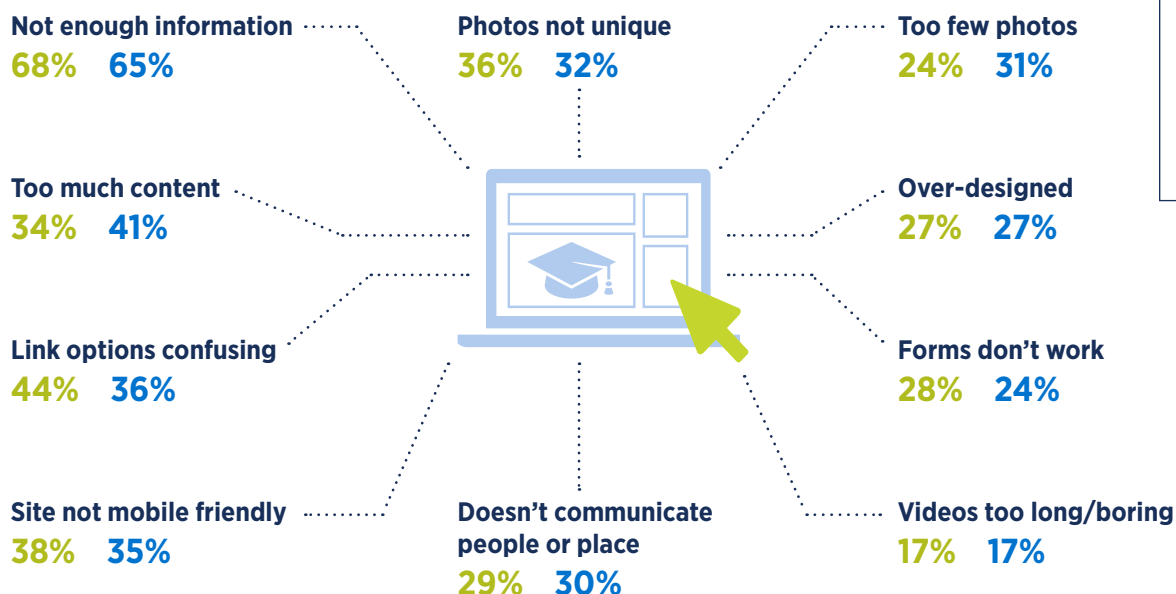 Not enough information
68% 65%
Photos not unique
36% 32%
Too few photos
24% 31%
Too much content
34% 41%
Over-designed
27% 27%
Link options confusing
44% 36%
Forms don’t work
28% 24%
Site not mobile friendly
38% 35%
Doesn’t communicate
people or place
29% 30%
Videos too long/boring
17% 17%